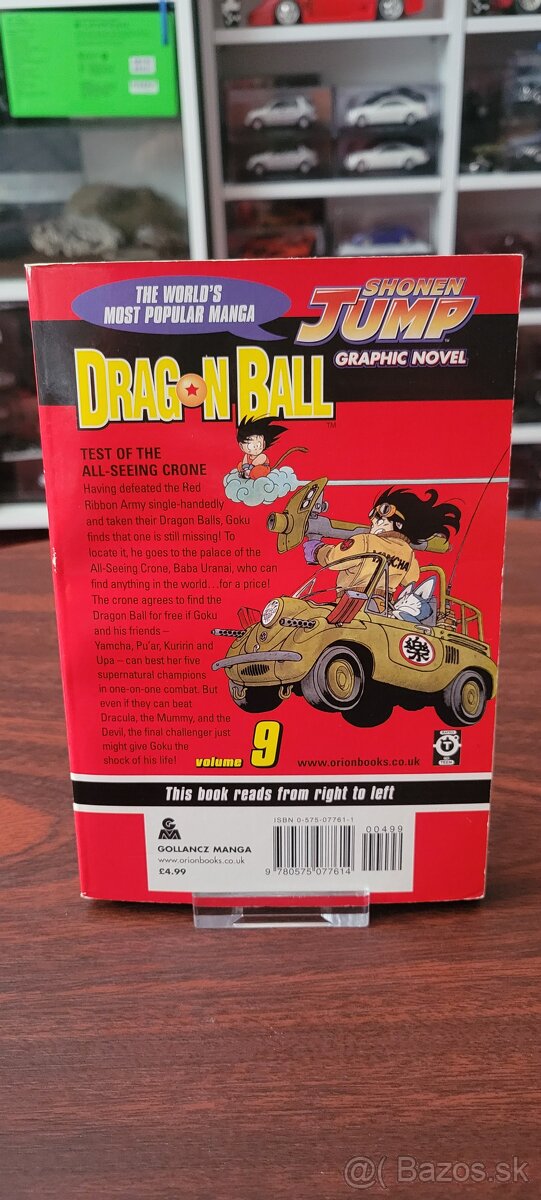 THE WORLD'S
MOST POPULAR MANGA
SHONEN
JUMP
GRAPHIC NOVEL
DRAGON BALL™
TEST OF THE
ALL-SEEING CRONE
Having defeated the Red
Ribbon Army single-handedly
and taken their Dragon Balls, Goku
finds that one is still missing! To
locate it, he goes to the palace of the
All-Seeing Crone, Baba Uranai, who can
find anything in the world...for a price!
The crone agrees to find the
Dragon Ball for free if Goku
and his friends –
Yamcha, Pu'ar, Kuririn and
Upa – can best her five
supernatural champions
in one-on-one combat. But
even if they can beat
Dracula, the Mummy, and the
Devil, the final challenger just
might give Goku the
shock of his life!
YAMCHA
樂
volume 9
www.orionbooks.co.uk
T
This book reads from right to left
GM
GOLLANCZ MANGA
www.orionbooks.co.uk
£4.99
ISBN 0-575-07761-1
00499
9 780575 077614
@( Bazos.sk